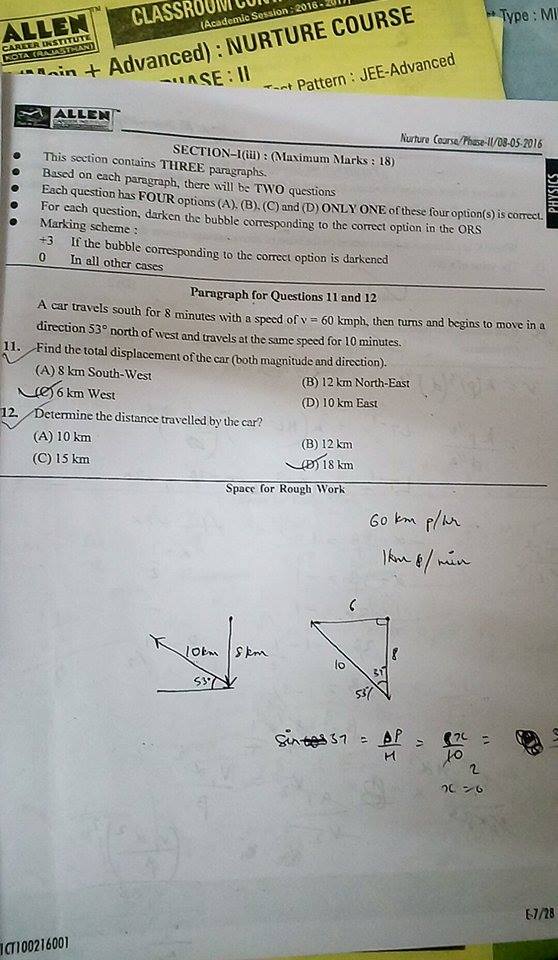 ALLEN
CAREER INSTITUTE
KOTA (RAJASTHAN)
CLASSROOM
(Academic Session : 2016 - 2017)
+ Advanced) : NURTURE COURSE
PHASE : II
Test Pattern : JEE-Advanced
Type :
ALLEN
Nurture Course/Phase-II/08-05-2016
PHYSICS
SECTION–I(iii) : (Maximum Marks : 18)
• This section contains THREE paragraphs.
• Based on each paragraph, there will be TWO questions
• Each question has FOUR options (A), (B), (C) and (D) ONLY ONE of these four option(s) is correct.
• For each question, darken the bubble corresponding to the correct option in the ORS
• Marking scheme :
+3 If the bubble corresponding to the correct option is darkened
0 In all other cases
Paragraph for Questions 11 and 12
A car travels south for 8 minutes with a speed of v = 60 kmph, then turns and begins to move in a
direction 53° north of west and travels at the same speed for 10 minutes.
11. Find the total displacement of the car (both magnitude and direction).
(A) 8 km South-West (B) 12 km North-East
(C) 6 km West (D) 10 km East
12. Determine the distance travelled by the car?
(A) 10 km (B) 12 km
(C) 15 km (D) 18 km
Space for Rough Work
60 km p/hr
1km p/min
10km 8km
53°
6
10
8
37
53°
sin 37 = P/H = x/10 =
2
x = 6
E-7/28
1CT100216001